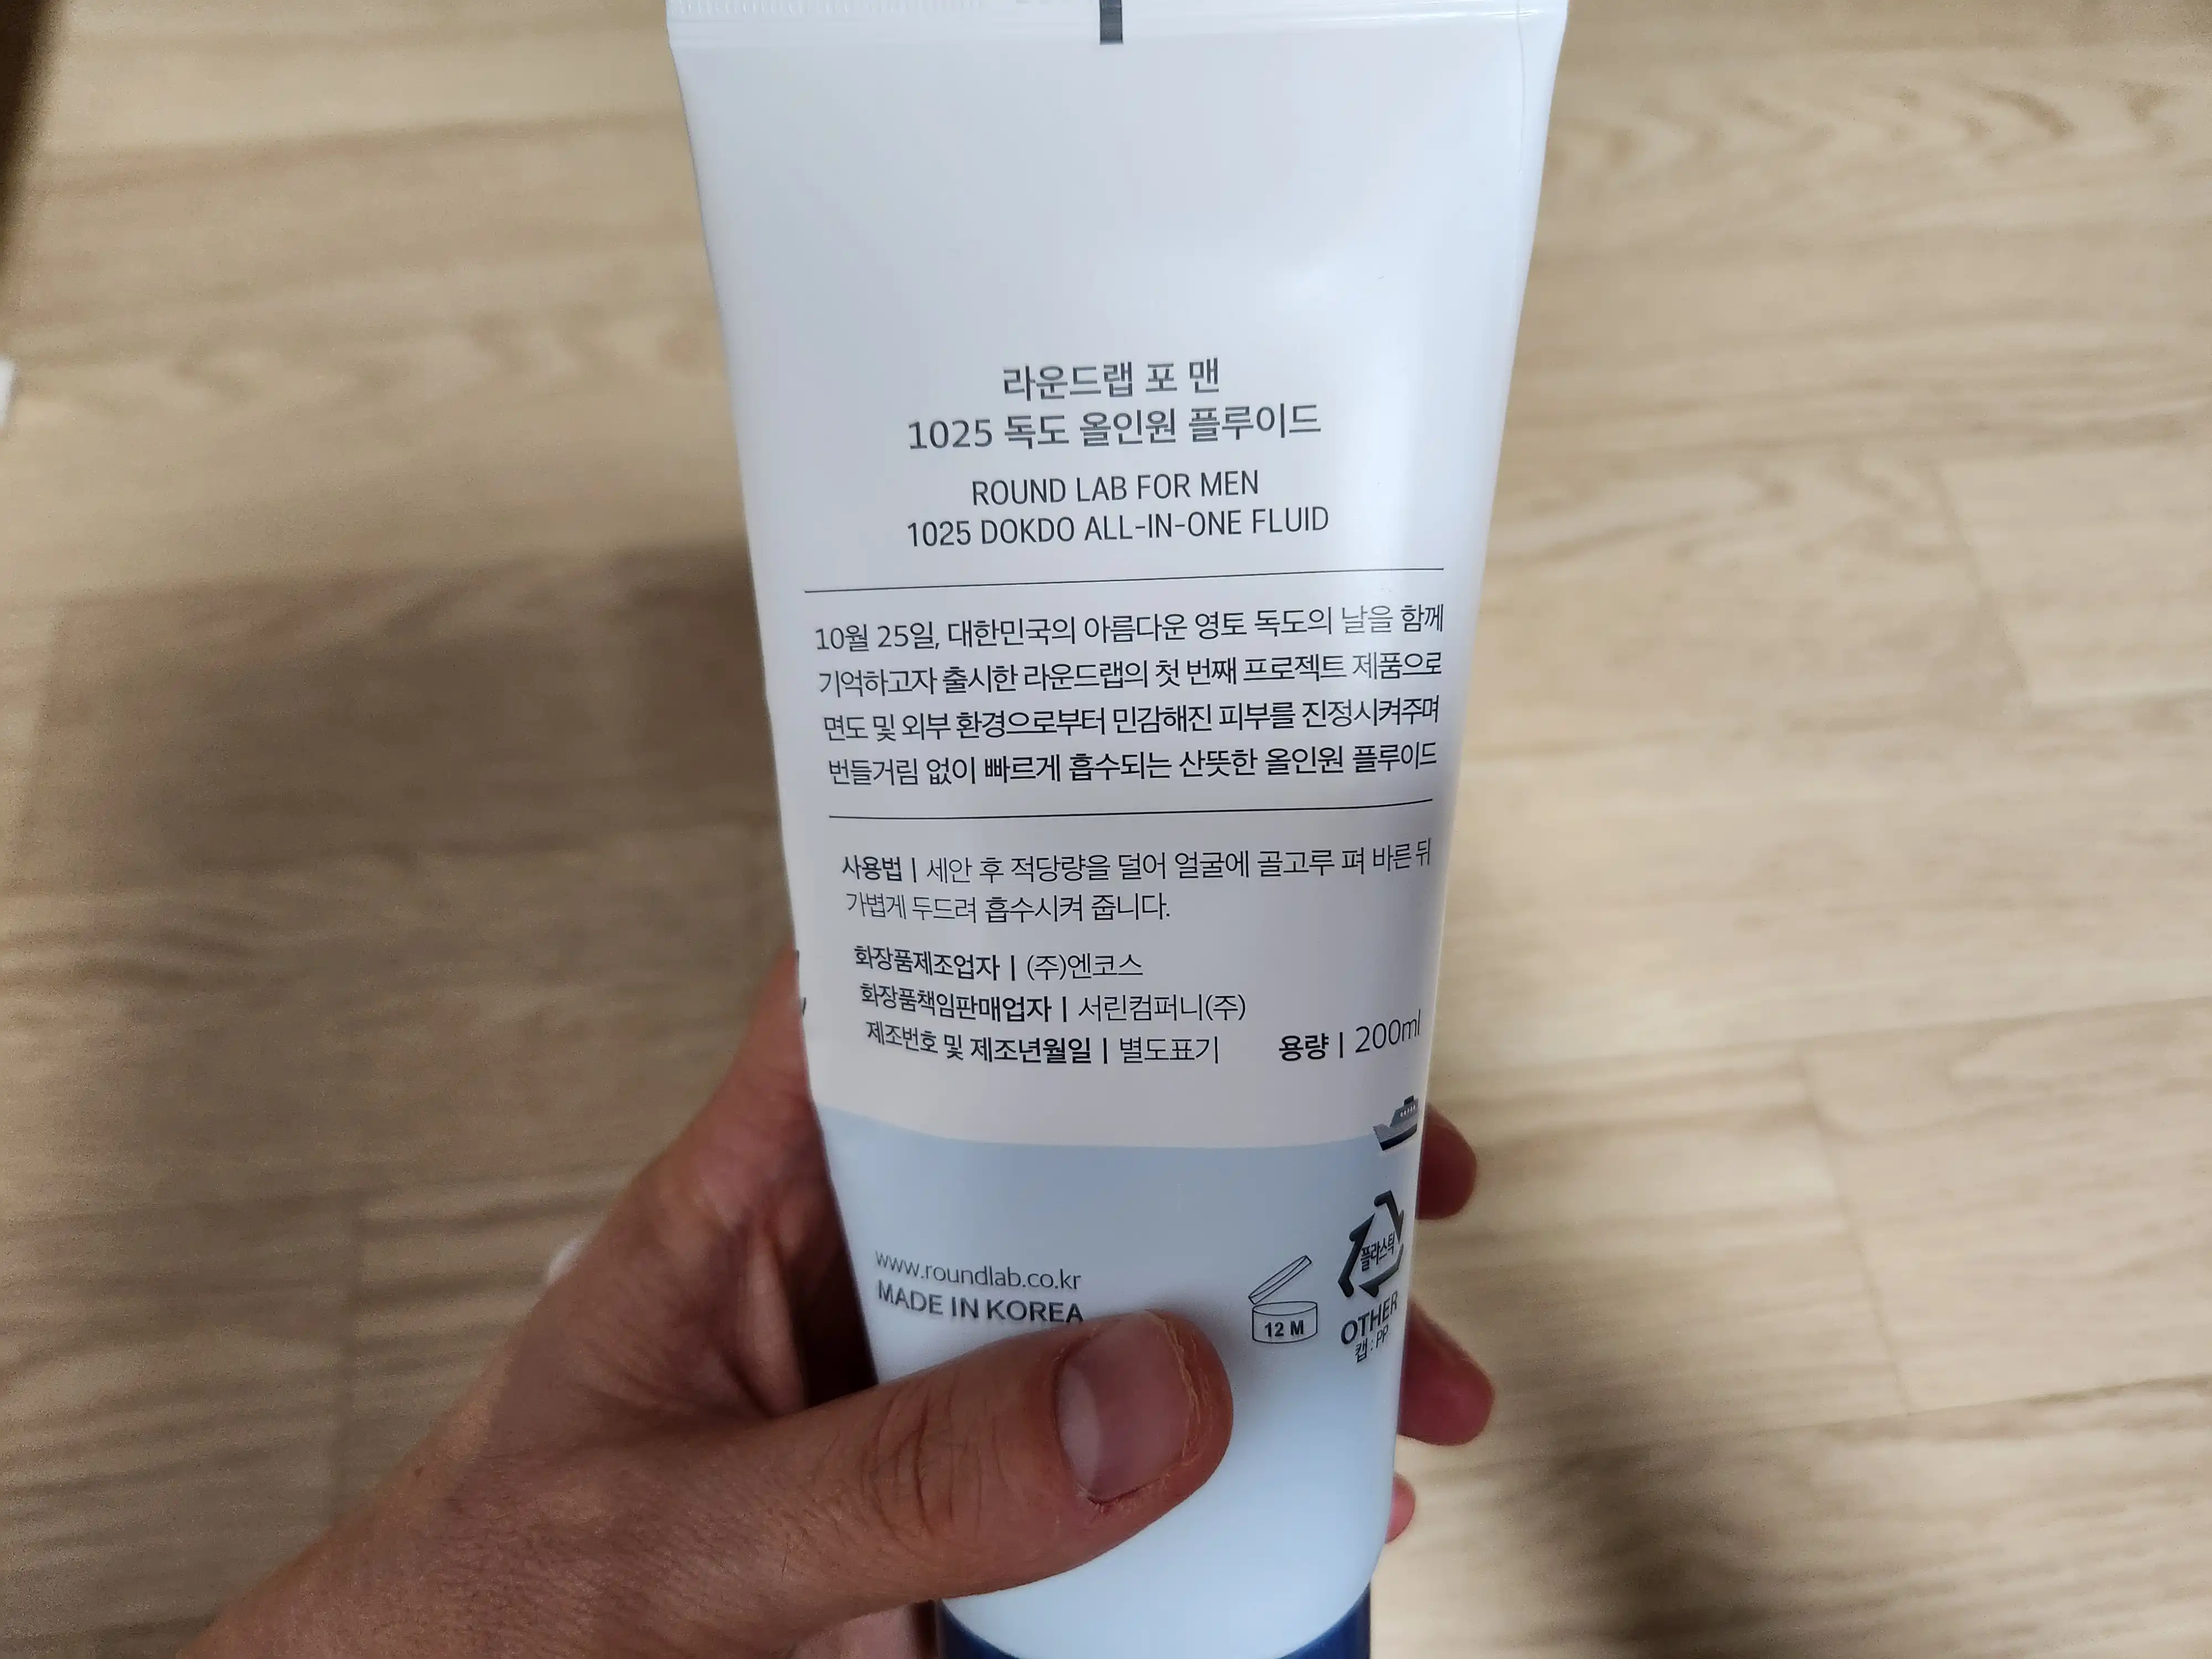 라운드랩 포 맨
1025 독도 올인원 플루이드
ROUND LAB FOR MEN
1025 DOKDO ALL-IN-ONE FLUID
10월 25일, 대한민국의 아름다운 영토 독도의 날을 함께
기억하고자 출시한 라운드랩의 첫 번째 프로젝트 제품으로
면도 및 외부 환경으로부터 민감해진 피부를 진정시켜주며
번들거림 없이 빠르게 흡수되는 산뜻한 올인원 플루이드
사용법 | 세안 후 적당량을 덜어 얼굴에 골고루 펴 바른 뒤
가볍게 두드려 흡수시켜 줍니다.
화장품제조업자 | (주)엔코스
화장품책임판매업자 | 서린컴퍼니(주)
제조번호 및 제조년월일 | 별도표기
용량 | 200ml
플라스틱
www.roundlab.co.kr
MADE IN KOREA
12 M
OTHER
캡 : PP